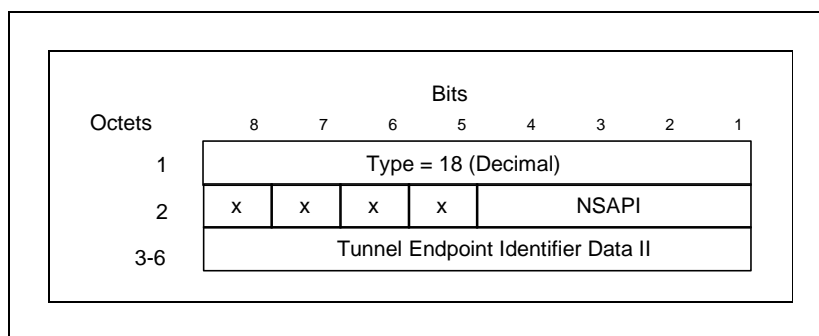 Bits
Octets 8 7 6 5 4 3 2 1
1 Type = 18 (Decimal)
2 x x x x NSAPI
3-6 Tunnel Endpoint Identifier Data II